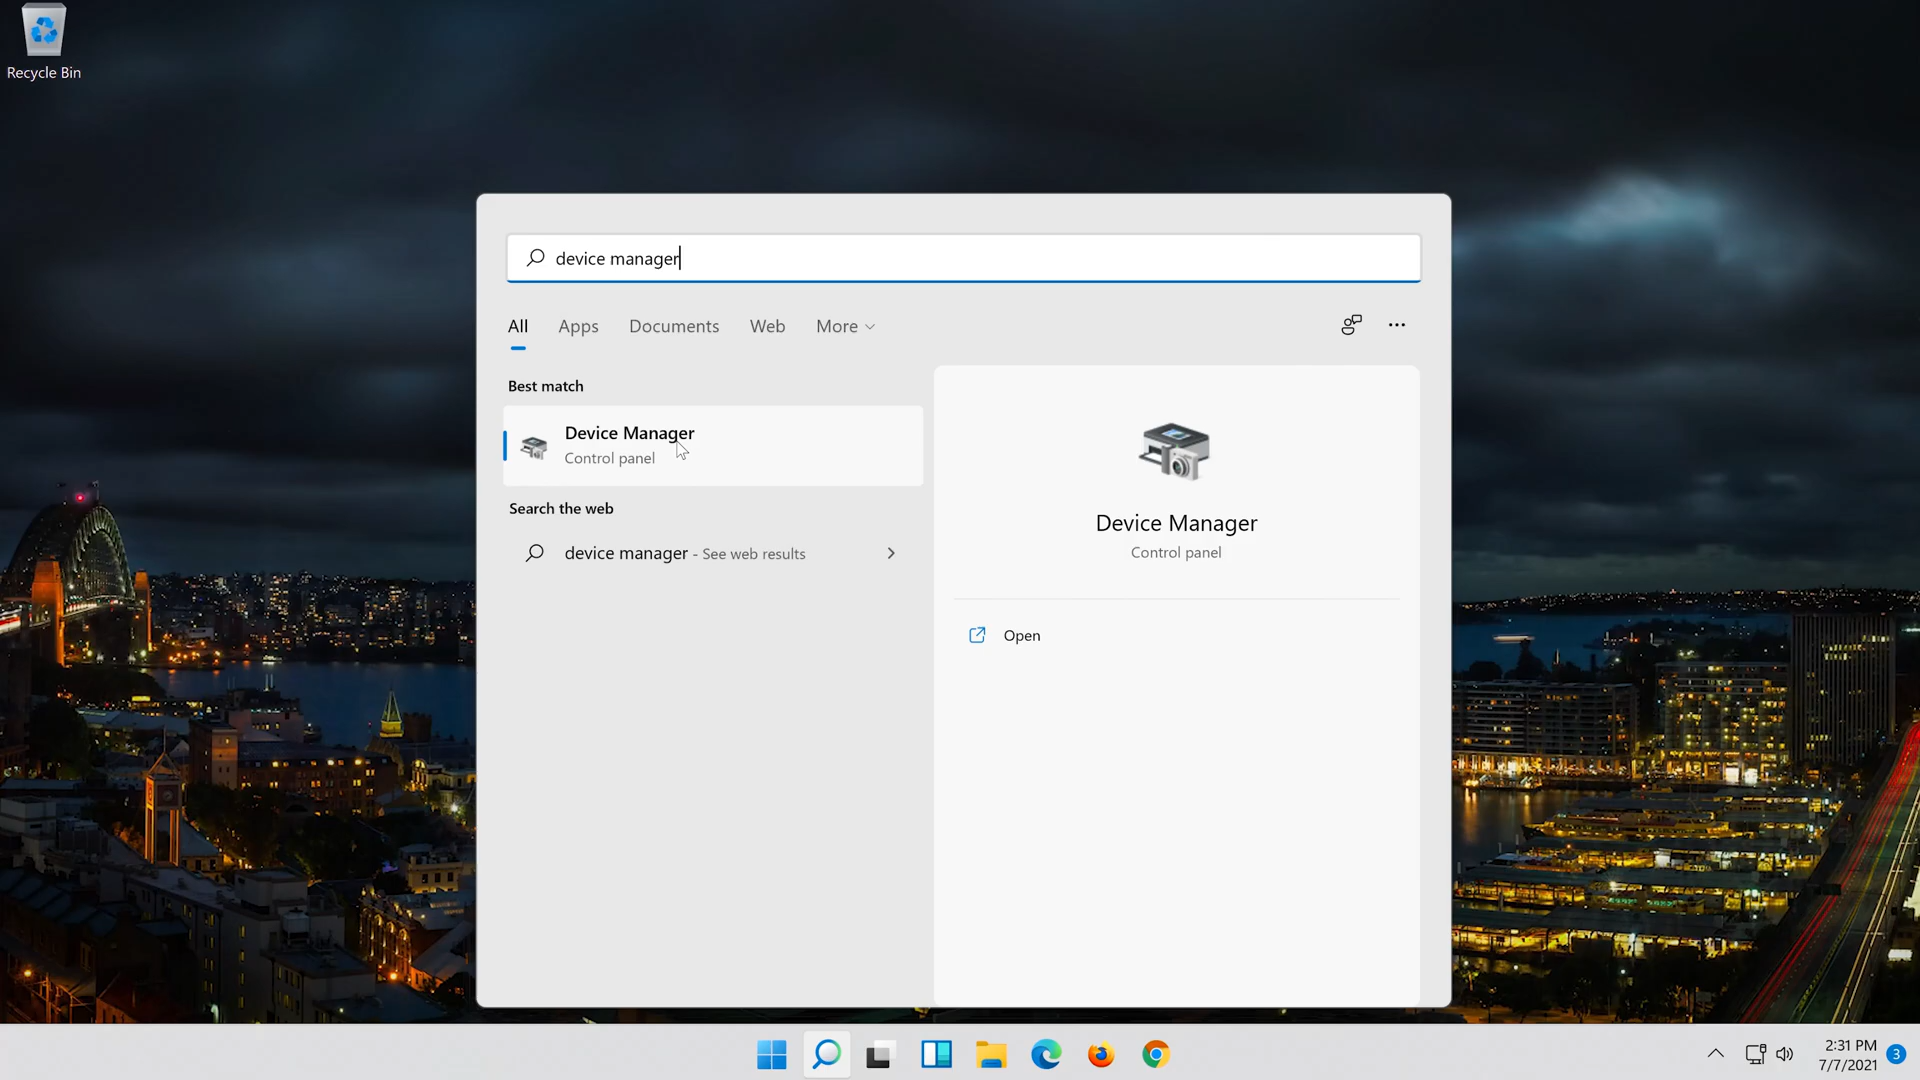 Recycle Bin
device manager
All Apps Documents Web More
Best match
Device Manager
Control panel
Search the web
device manager - See web results
Device Manager
Control panel
Open
2:31 PM
7/7/2021
3